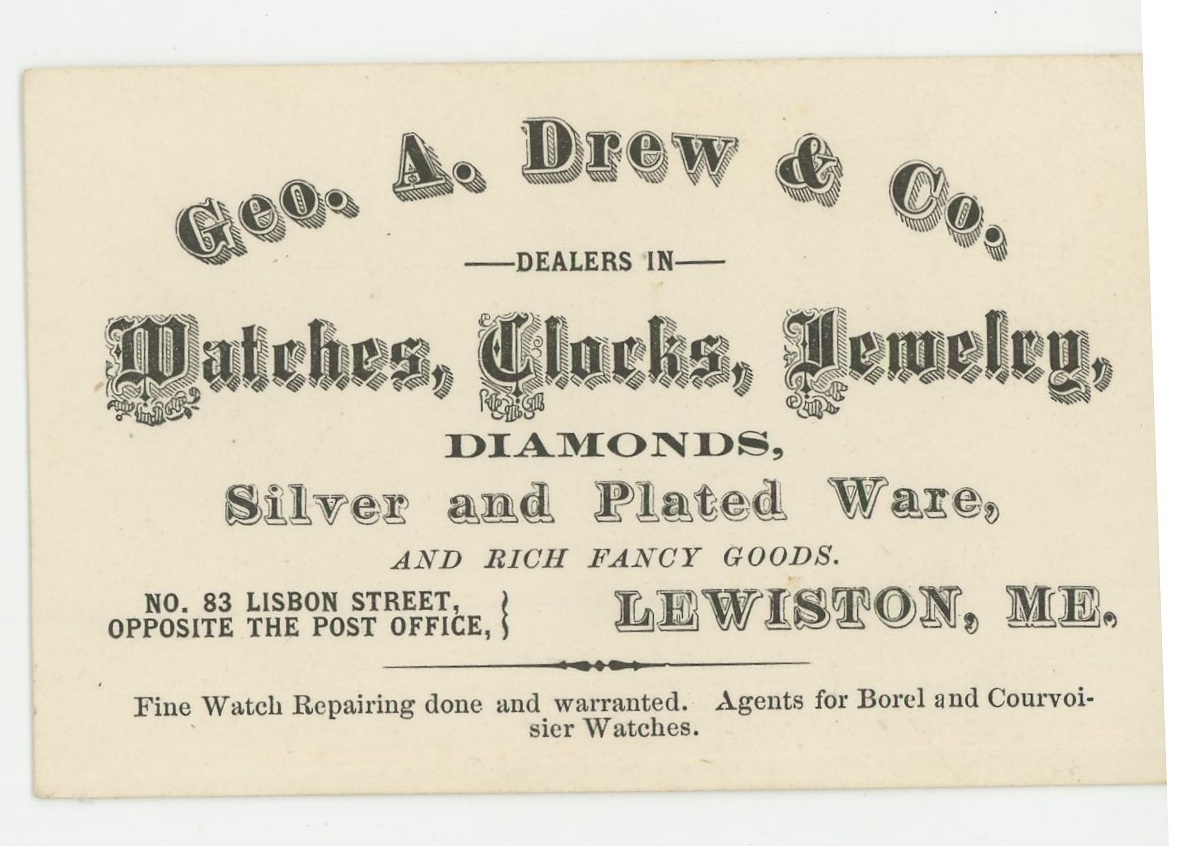 Geo. A. Drew & Co.
—DEALERS IN—
Watches, Clocks, Jewelry,
DIAMONDS,
Silver and Plated Ware,
AND RICH FANCY GOODS.
NO. 83 LISBON STREET,
OPPOSITE THE POST OFFICE, }
LEWISTON, ME.
Fine Watch Repairing done and warranted. Agents for Borel and Courvoi-
sier Watches.